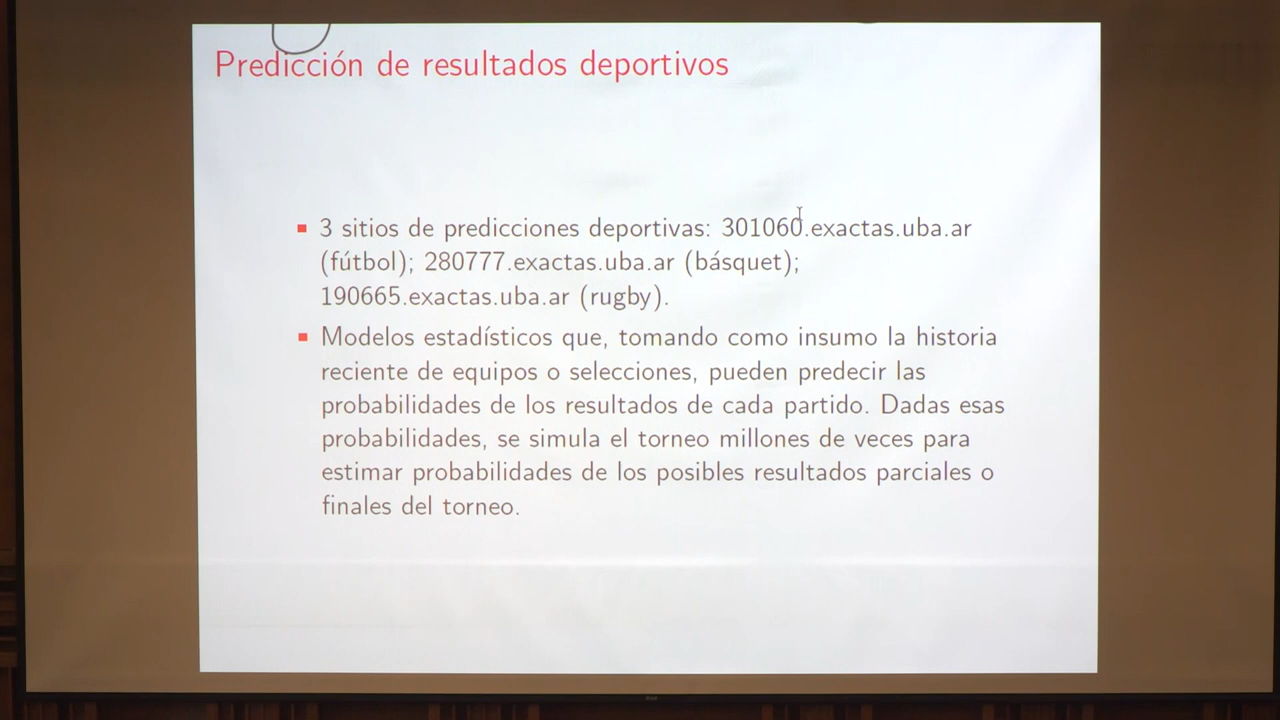 Predicción de resultados deportivos
3 sitios de predicciones deportivas: 301060.exactas.uba.ar
(fútbol); 280777.exactas.uba.ar (básquet);
190665.exactas.uba.ar (rugby).
Modelos estadísticos que, tomando como insumo la historia
reciente de equipos o selecciones, pueden predecir las
probabilidades de los resultados de cada partido. Dadas esas
probabilidades, se simula el torneo millones de veces para
estimar probabilidades de los posibles resultados parciales o
finales del torneo.